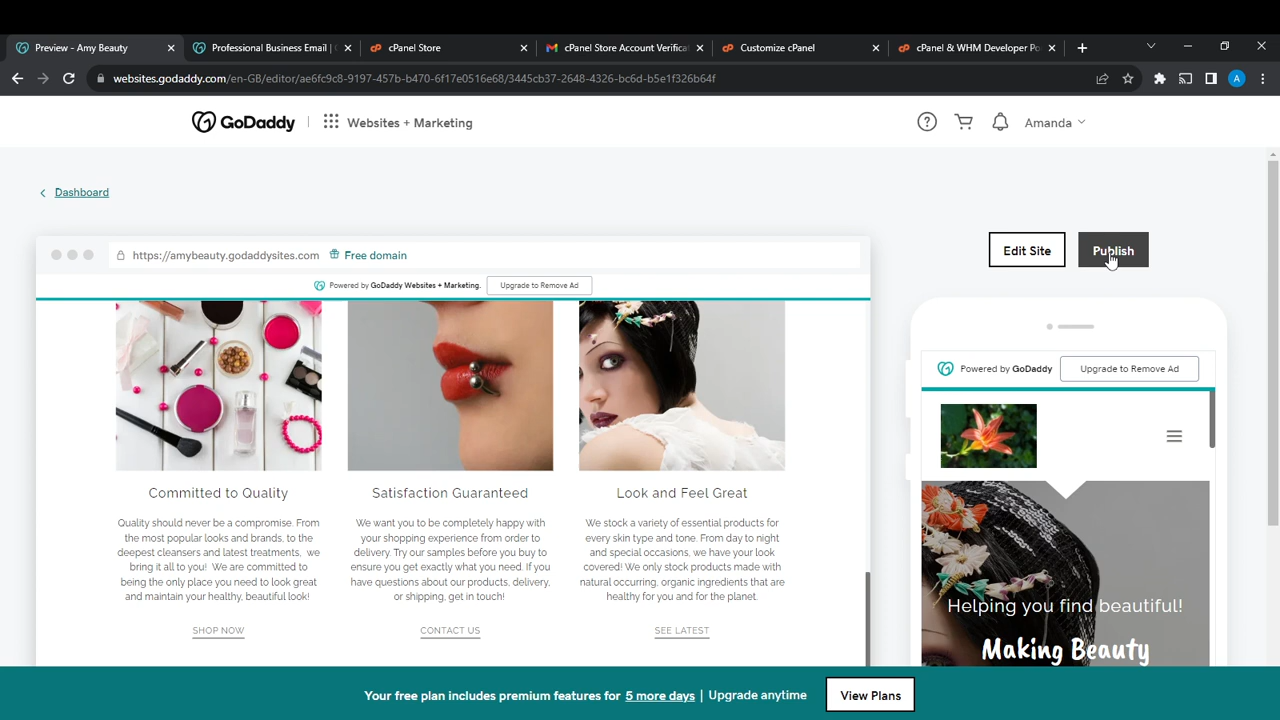 Preview - Amy Beauty
Professional Business Email | 
cPanel Store
cPanel Store Account Verifica
Customize cPanel
cPanel & WHM Developer Po
websites.godaddy.com/en-GB/editor/ae6fc9c8-9197-457b-b470-6f17e0516e68/3445cb37-2648-4326-bc6d-b5e1f326b64f
A
GoDaddy
Websites + Marketing
Amanda
Dashboard
Edit Site
Publish
https://amybeauty.godaddysites.com
Free domain
Powered by GoDaddy Websites + Marketing.
Upgrade to Remove Ad
Committed to Quality
Quality should never be a compromise. From
the most popular looks and brands, to the
deepest cleansers and latest treatments, we
bring it all to you! We are committed to
being the only place you need to look great
and maintain your healthy, beautiful look!
SHOP NOW
Satisfaction Guaranteed
We want you to be completely happy with
your shopping experience from order to
delivery. Try our samples before you buy to
ensure you get exactly what you need. If you
have questions about our products, delivery,
or shipping, get in touch!
CONTACT US
Look and Feel Great
We stock a variety of essential products for
every skin type and tone. From day to night
and special occasions, we have your look
covered! We only stock products made with
natural occurring, organic ingredients that are
healthy for you and for the planet.
SEE LATEST
Powered by GoDaddy
Upgrade to Remove Ad
Helping you find beautiful!
Making Beauty
Your free plan includes premium features for 5 more days | Upgrade anytime
View Plans